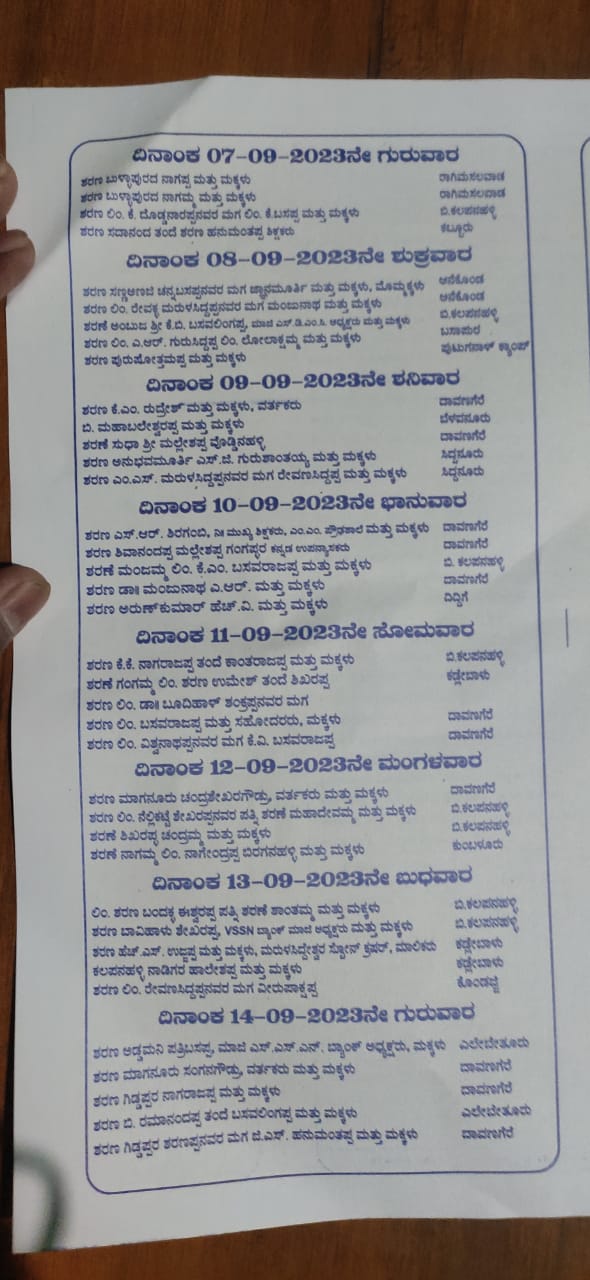 ದಿನಾಂಕ 07-09-2023ನೇ ಗುರುವಾರ
ಶರಣ ಬುಳ್ಳಾಪುರದ ನಾಗಪ್ಪ ಮತ್ತು ಮಕ್ಕಳು ರಾಗಿಮಸಲವಾಡ
ಶರಣ ಬುಳ್ಳಾಪುರದ ನಾಗಮ್ಮ ಮತ್ತು ಮಕ್ಕಳು ರಾಗಿಮಸಲವಾಡ
ಶರಣ ಲಿಂ. ಕೆ. ದೊಡ್ಡನಾರಪ್ಪನವರ ಮಗ ಲಿಂ. ಕೆ.ಬಸಪ್ಪ ಮತ್ತು ಮಕ್ಕಳು ಬಿ.ಕಲಪನಹಳ್ಳಿ
ಶರಣ ಸದಾನಂದ ತಂದೆ ಶರಣ ಹನುಮಂತಪ್ಪ ಶಿಕ್ಷಕರು ಕಬ್ಬೂರು
ದಿನಾಂಕ 08-09-2023ನೇ ಶುಕ್ರವಾರ
ಶರಣ ಸಣ್ಣಅಣಜಿ ಚನ್ನಬಸಪ್ಪನವರ ಮಗ ಜ್ಞಾನಮೂರ್ತಿ ಮತ್ತು ಮಕ್ಕಳು, ಮೊಮ್ಮಕ್ಕಳು ಆನೆಕೊಂಡ
ಶರಣ ಲಿಂ. ರೇವಕ್ಳ ಮರುಳಸಿದ್ದಪ್ಪನವರ ಮಗ ಮಂಜುನಾಥ ಮತ್ತು ಮಕ್ಕಳು ಆನೆಕೊಂಡ
ಶರಣೆ ಅಂಬುಜ ಶ್ರೀ ಕೆ.ಬಿ. ಬಸವಲಿಂಗಪ್ಪ, ಮಾಜಿ ಎಸ್.ಡಿ.ಎಂ.ಸಿ. ಅಧ್ಯಕ್ಷರು ಮತ್ತು ಮಕ್ಕಳು ಬಿ.ಕಲಪನಹಳ್ಳಿ
ಶರಣ ಲಿಂ. ಎ.ಆರ್. ಗುರುಸಿದ್ದಪ್ಪ ಲಿಂ. ಲೋಲಾಕ್ಷಮ್ಮ ಮತ್ತು ಮಕ್ಕಳು ಬಸಾಪುರ
ಶರಣ ಪುರುಷೋತ್ತಮಪ್ಪ ಮತ್ತು ಮಕ್ಕಳು ಪುಟುಗನಾಳ್ ಕ್ಯಾಂಪ್
ದಿನಾಂಕ 09-09-2023ನೇ ಶನಿವಾರ
ಶರಣ ಕೆ.ಎಂ. ರುದ್ರೇಶ್ ಮತ್ತು ಮಕ್ಕಳು, ವರ್ತಕರು ದಾವಣಗೆರೆ
ಬಿ. ಮಹಾಬಲೇಶ್ವರಪ್ಪ ಮತ್ತು ಮಕ್ಕಳು ಬೆಳವನೂರು
ಶರಣೆ ಸುಧಾ ಶ್ರೀ ಮಲ್ಲೇಶಪ್ಪ ವೊಡ್ಡಿನಹಳ್ಳಿ ದಾವಣಗೆರೆ
ಶರಣ ಅನುಭವಮೂರ್ತಿ ಎಸ್.ಜಿ. ಗುರುಶಾಂತಯ್ಯ ಮತ್ತು ಮಕ್ಕಳು ಸಿದ್ದನೂರು
ಶರಣ ಎಂ.ಎಸ್. ಮರುಳಸಿದ್ದಪ್ಪನವರ ಮಗ ರೇವಣಸಿದ್ದಪ್ಪ ಮತ್ತು ಮಕ್ಕಳು ಸಿದ್ದನೂರು
ದಿನಾಂಕ 10-09-2023ನೇ ಭಾನುವಾರ
ಶರಣ ಎಸ್.ಆರ್. ಶಿರಗಂಬಿ, ನಿ॥ ಮುಖ್ಯ ಶಿಕ್ಷಕರು, ಎಂ.ಎಂ. ಪ್ರೌಢಶಾಲೆ ಮತ್ತು ಮಕ್ಕಳು ದಾವಣಗೆರೆ
ಶರಣ ಶಿವಾನಂದಪ್ಪ ಮಲ್ಲೇಶಪ್ಪ ಗಂಗಪ್ಳರ ಕನ್ನಡ ಉಪನ್ಯಾಸಕರು ದಾವಣಗೆರೆ
ಶರಣೆ ಮಂಜಮ್ಮ ಲಿಂ. ಕೆ.ಎಂ. ಬಸವರಾಜಪ್ಪ ಮತ್ತು ಮಕ್ಕಳು ಬಿ. ಕಲಪನಹಳ್ಳಿ
ಶರಣ ಡಾ॥ ಮಂಜುನಾಥ ಎ.ಆರ್. ಮತ್ತು ಮಕ್ಕಳು ದಾವಣಗೆರೆ
ಶರಣ ಅರುಣ್‌ಕುಮಾರ್ ಹೆಚ್.ವಿ. ಮತ್ತು ಮಕ್ಕಳು ದಿದ್ದಿಗೆ
ದಿನಾಂಕ 11-09-2023ನೇ ಸೋಮವಾರ
ಶರಣ ಕೆ.ಕೆ. ನಾಗರಾಜಪ್ಪ ತಂದೆ ಕಾಂತರಾಜಪ್ಪ ಮತ್ತು ಮಕ್ಕಳು ಬಿ.ಕಲಪನಹಳ್ಳಿ
ಶರಣೆ ಗಂಗಮ್ಮ ಲಿಂ. ಶರಣ ಉಮೇಶ್ ತಂದೆ ಶಿಖರಪ್ಪ ಕಡ್ಲೇಬಾಳು
ಶರಣ ಲಿಂ. ಡಾ॥ ಬೂದಿಹಾಳ್ ಶಂಕ್ರಪ್ಪನವರ ಮಗ
ಶರಣ ಲಿಂ. ಬಸವರಾಜಪ್ಪ ಮತ್ತು ಸಹೋದರರು, ಮಕ್ಕಳು ದಾವಣಗೆರೆ
ಶರಣ ಲಿಂ. ವಿಶ್ವನಾಥಪ್ಪನವರ ಮಗ ಕೆ.ವಿ. ಬಸವರಾಜಪ್ಪ ದಾವಣಗೆರೆ
ದಿನಾಂಕ 12-09-2023ನೇ ಮಂಗಳವಾರ
ಶರಣ ಮಾಗನೂರು ಚಂದ್ರಶೇಖರಗೌಡ್ರು, ವರ್ತಕರು ಮತ್ತು ಮಕ್ಕಳು ದಾವಣಗೆರೆ
ಶರಣ ಲಿಂ. ನೆಲ್ಲಿಕಟ್ಟೆ ಶೇಖರಪ್ಪನವರ ಪತ್ನಿ ಶರಣೆ ಮಹಾದೇವಮ್ಮ ಮತ್ತು ಮಕ್ಕಳು ಬಿ.ಕಲಪನಹಳ್ಳಿ
ಶರಣೆ ಶಿಖರಪ್ಳ ಚಂದ್ರಮ್ಮ ಮತ್ತು ಮಕ್ಕಳು ಬಿ.ಕಲಪನಹಳ್ಳಿ
ಶರಣೆ ನಾಗಮ್ಮ ಲಿಂ. ನಾಗೇಂದ್ರಪ್ಪ ಬಿರಗನಹಳ್ಳಿ ಮತ್ತು ಮಕ್ಕಳು ಕುಂಬಳೂರು
ದಿನಾಂಕ 13-09-2023ನೇ ಬುಧವಾರ
ಲಿಂ. ಶರಣ ಬಂದಕ್ಳ ಈಶ್ವರಪ್ಪ ಪತ್ನಿ ಶರಣೆ ಶಾಂತಮ್ಮ ಮತ್ತು ಮಕ್ಕಳು ಬಿ.ಕಲಪನಹಳ್ಳಿ
ಶರಣ ಬಾವಿಹಾಳು ಶೇಖರಪ್ಪ, VSSN ಬ್ಯಾಂಕ್ ಮಾಜಿ ಅಧ್ಯಕ್ಷರು ಮತ್ತು ಮಕ್ಕಳು ಬಿ.ಕಲಪನಹಳ್ಳಿ
ಶರಣ ಹೆಚ್.ಎಸ್. ಉಜ್ಜಪ್ಪ ಮತ್ತು ಮಕ್ಕಳು, ಮರುಳಸಿದ್ದೇಶ್ವರ ಸ್ಟೋನ್ ಕ್ರಷರ್, ಮಾಲಿಕರು ಕಡ್ಲೇಬಾಳು
ಕಲಪನಹಳ್ಳಿ ನಾಡಿಗರ ಹಾಲೇಶಪ್ಪ ಮತ್ತು ಮಕ್ಕಳು ಕಡ್ಲೇಬಾಳು
ಶರಣ ಲಿಂ. ರೇವಣಸಿದ್ದಪ್ಪನವರ ಮಗ ವೀರುಪಾಕ್ಷಪ್ಪ ಕೊಂಡಜ್ಜಿ
ದಿನಾಂಕ 14-09-2023ನೇ ಗುರುವಾರ
ಶರಣ ಅಡ್ಡಮನಿ ಪತ್ರಿಬಸಪ್ಪ, ಮಾಜಿ ಎಸ್.ಎಸ್.ಎನ್. ಬ್ಯಾಂಕ್ ಅಧ್ಯಕ್ಷರು, ಮಕ್ಕಳು ಎಲೇಬೇತೂರು
ಶರಣ ಮಾಗನೂರು ಸಂಗನಗೌಡ್ರು, ವರ್ತಕರು ಮತ್ತು ಮಕ್ಕಳು ದಾವಣಗೆರೆ
ಶರಣ ಗಿಡ್ಡಪ್ಪರ ನಾಗರಾಜಪ್ಪ ಮತ್ತು ಮಕ್ಕಳು ದಾವಣಗೆರೆ
ಶರಣ ಬಿ. ರಮಾನಂದಪ್ಪ ತಂದೆ ಬಸವಲಿಂಗಪ್ಪ ಮತ್ತು ಮಕ್ಕಳು ಎಲೇಬೇತೂರು
ಶರಣ ಗಿಡ್ಡಪ್ಪರ ಶರಣಪ್ಪನವರ ಮಗ ಜಿ.ಎಸ್. ಹನುಮಂತಪ್ಪ ಮತ್ತು ಮಕ್ಕಳು ದಾವಣಗೆರೆ